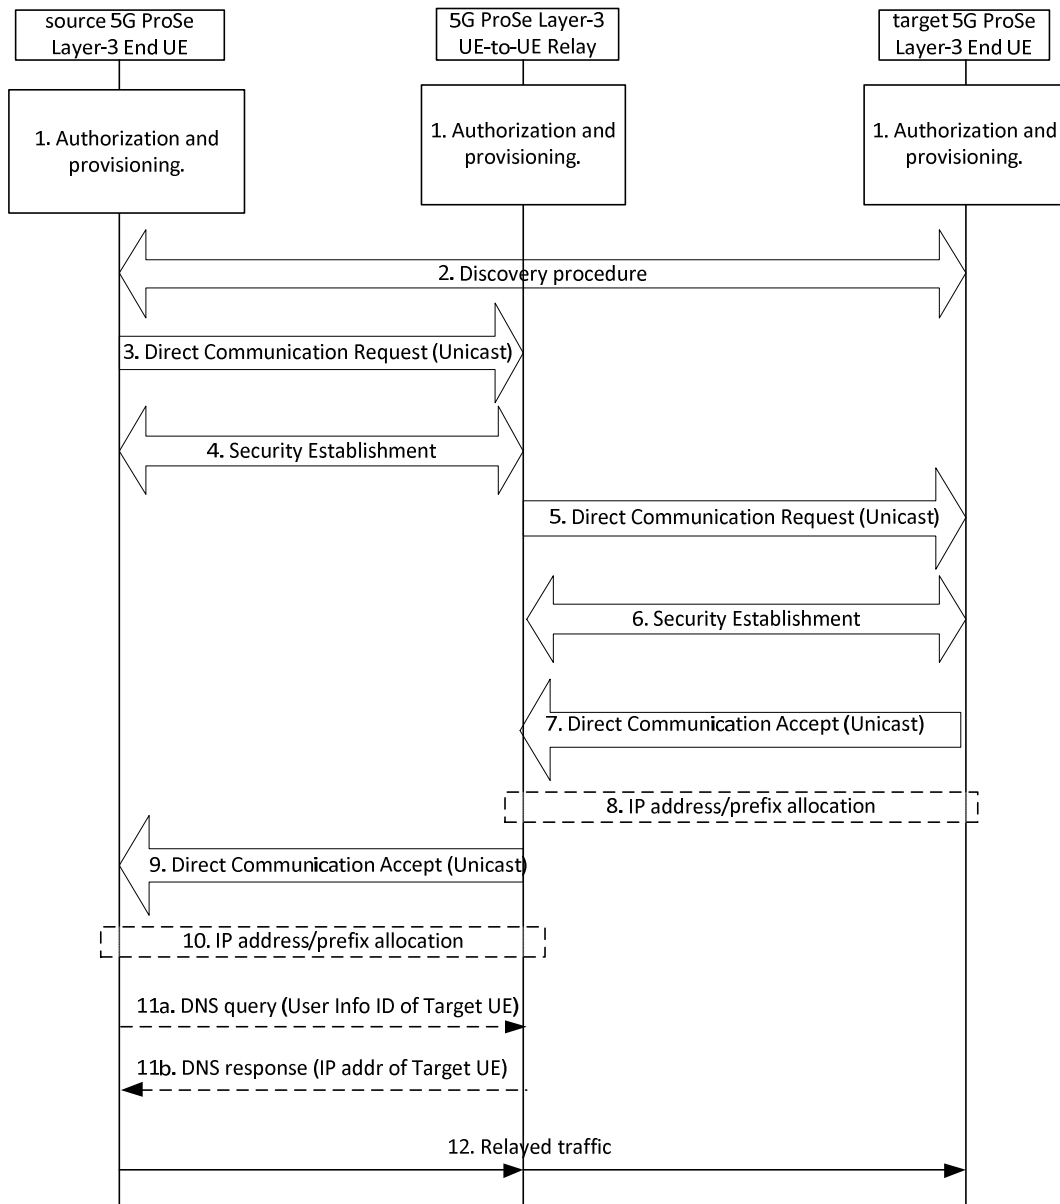 source 5G ProSe
Layer-3 End UE
5G ProSe Layer-3
UE-to-UE Relay
target 5G ProSe
Layer-3 End UE
1. Authorization and
provisioning.
1. Authorization and
provisioning.
1. Authorization and
provisioning.
2. Discovery procedure
3. Direct Communication Request (Unicast)
4. Security Establishment
5. Direct Communication Request (Unicast)
6. Security Establishment
7. Direct Communication Accept (Unicast)
8. IP address/prefix allocation
9. Direct Communication Accept (Unicast)
10. IP address/prefix allocation
11a. DNS query (User Info ID of Target UE)
11b. DNS response (IP addr of Target UE)
12. Relayed traffic